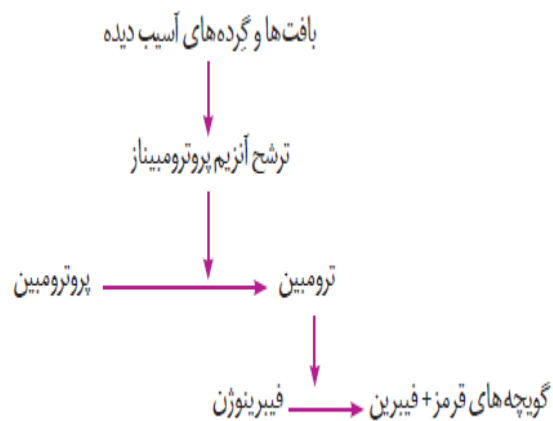 بافت‌ها و گِرده‌های آسیب دیده
ترشح آنزیم پروترومبیناز
پروترومبین
ترومبین
فیبرینوژن
گویچه‌های قرمز + فیبرین